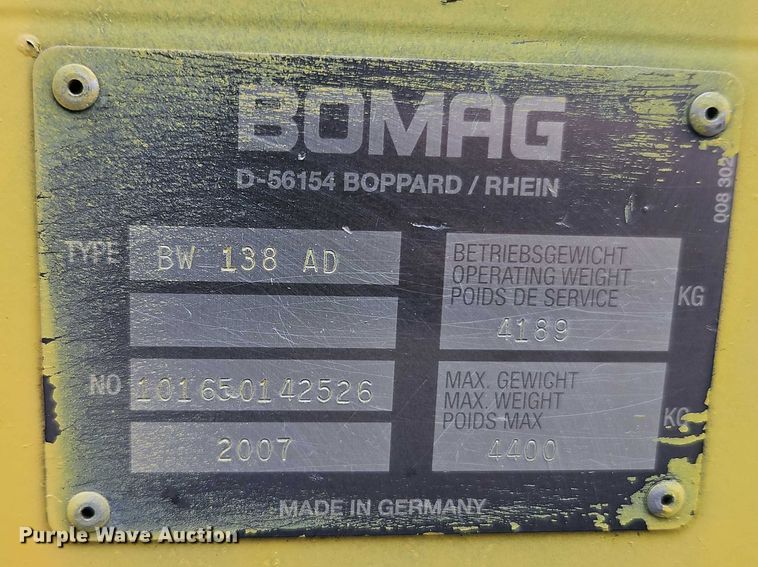 BOMAG
D-56154 BOPPARD / RHEIN
TYPE BW 138 AD
BETRIEBSGEWICHT
OPERATING WEIGHT
POIDS DE SERVICE
4189 KG
NO 101650142526
2007
MAX. GEWICHT
MAX. WEIGHT
POIDS MAX
4400 KG
MADE IN GERMANY
008 302
Purple Wave Auction